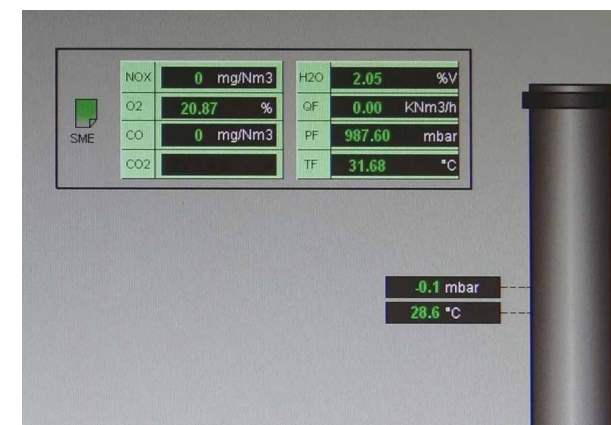 NOX 0 mg/Nm3 H2O 2.05 %V
O2 20.87 % QF 0.00 KNm3/h
CO 0 mg/Nm3 PF 987.60 mbar
CO2 TF 31.68 °C
SME
-0.1 mbar
28.6 °C